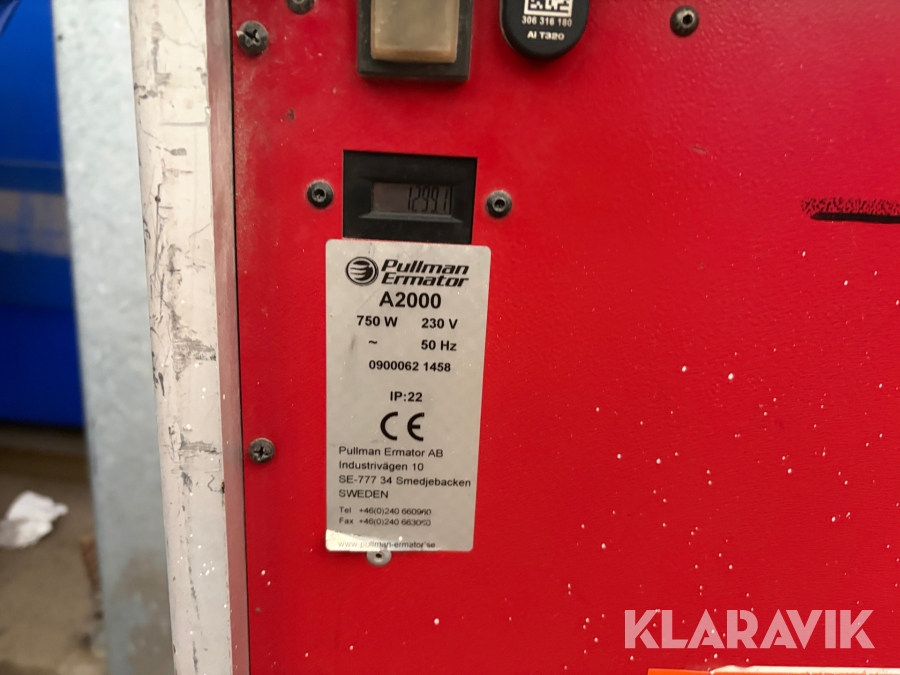 306 316 180
AI T320
12991
Pullman
Ermator
A2000
750 W 230 V
~ 50 Hz
0900062 1458
IP:22
CE
Pullman Ermator AB
Industrivägen 10
SE-777 34 Smedjebacken
SWEDEN
Tel +46(0)240 660960
Fax +46(0)240 663060
www.pullman-ermator.se
KLARAVIK